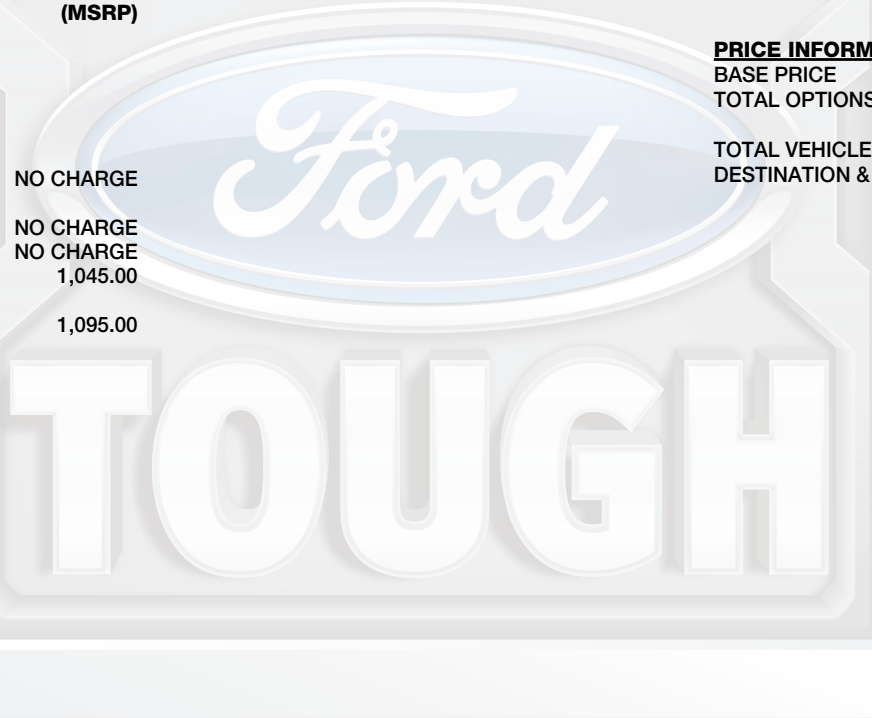 (MSRP)
NO CHARGE
NO CHARGE
NO CHARGE
1,045.00
1,095.00
PRICE INFORM
BASE PRICE
TOTAL OPTIONS
TOTAL VEHICLE
DESTINATION &
Ford
TOUGH